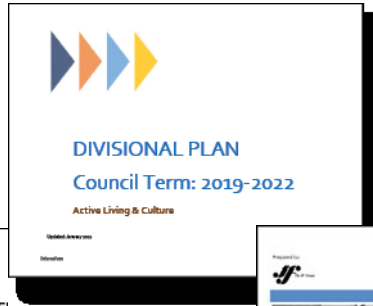 DIVISIONAL PLAN
Council Term: 2019-2022
Active Living & Culture
Prepared by: